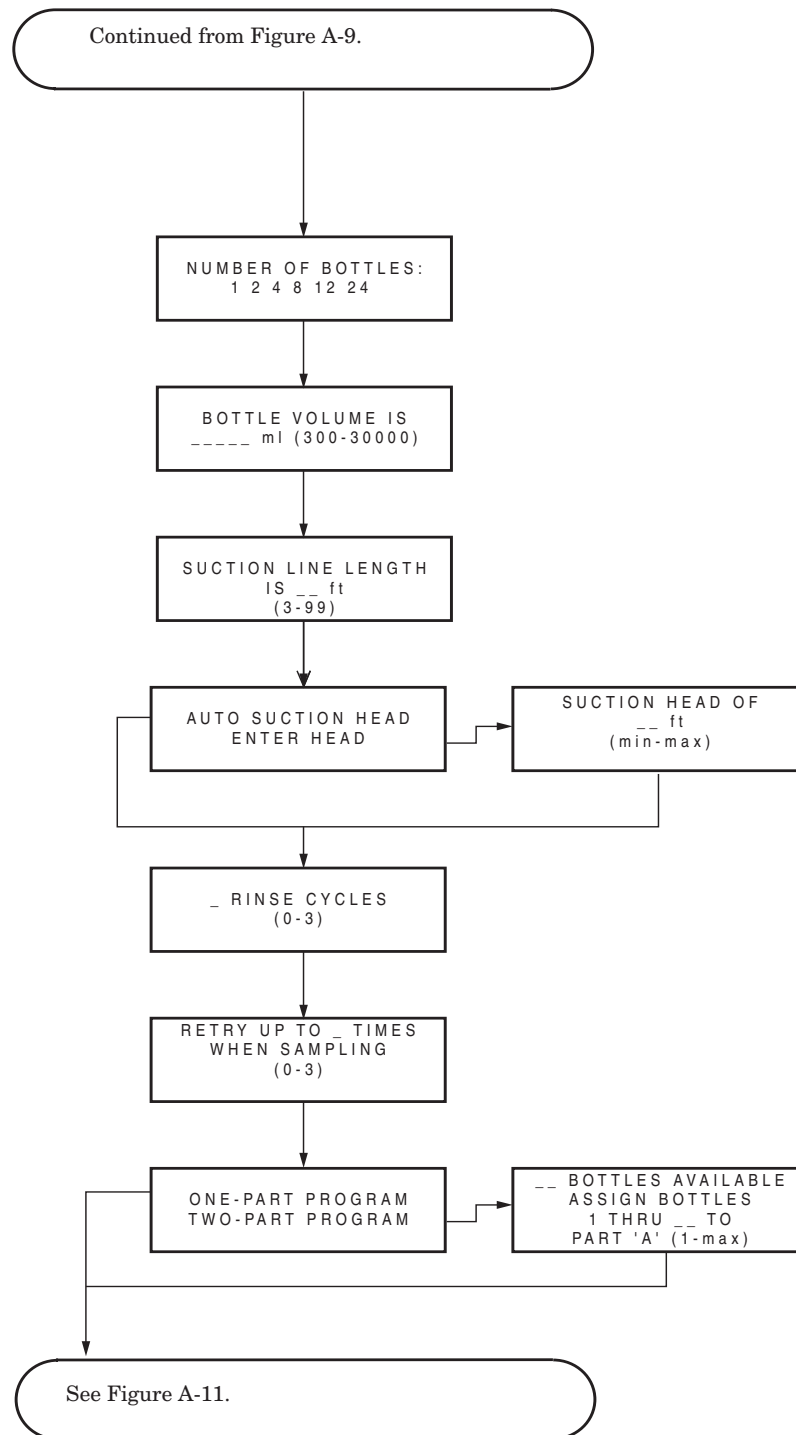 Continued from Figure A-9.
NUMBER OF BOTTLES:
1 2 4 8 12 24
BOTTLE VOLUME IS
_____ ml (300-30000)
SUCTION LINE LENGTH
IS __ ft
(3-99)
AUTO SUCTION HEAD
ENTER HEAD
SUCTION HEAD OF
__ ft
(min-max)
_ RINSE CYCLES
(0-3)
RETRY UP TO _ TIMES
WHEN SAMPLING
(0-3)
ONE-PART PROGRAM
TWO-PART PROGRAM
__ BOTTLES AVAILABLE
ASSIGN BOTTLES
1 THRU __ TO
PART 'A' (1-max)
See Figure A-11.